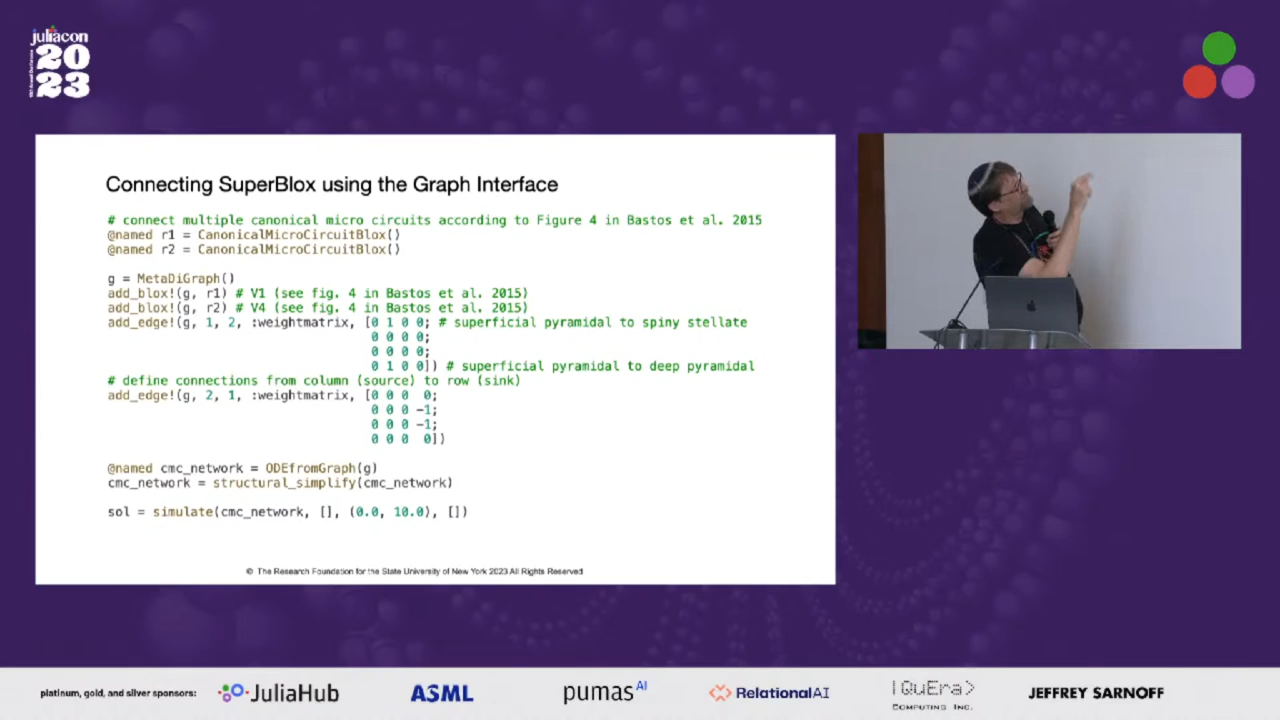 juliacon
20
23
Connecting SuperBlox using the Graph Interface
# connect multiple canonical micro circuits according to Figure 4 in Bastos et al. 2015
@named r1 = CanonicalMicroCircuitBlox()
@named r2 = CanonicalMicroCircuitBlox()
g = MetaDiGraph()
add_blox!(g, r1) # V1 (see fig. 4 in Bastos et al. 2015)
add_blox!(g, r2) # V4 (see fig. 4 in Bastos et al. 2015)
add_edge!(g, 1, 2, :weightmatrix, [0 1 0 0; # superficial pyramidal to spiny stellate
0 0 0 0;
0 0 0 0;
0 1 0 0]) # superficial pyramidal to deep pyramidal
# define connections from column (source) to row (sink)
add_edge!(g, 2, 1, :weightmatrix, [0 0 0 0;
0 0 0 -1;
0 0 0 -1;
0 0 0 0])
@named cmc_network = ODEfromGraph(g)
cmc_network = structural_simplify(cmc_network)
sol = simulate(cmc_network, [], (0.0, 10.0), [])
© The Research Foundation for the State University of New York 2023 All Rights Reserved
platinum, gold, and silver sponsors:
JuliaHub
ASML
pumasAI
RelationalAI
|QuEra>
COMPUTING INC.
JEFFREY SARNOFF